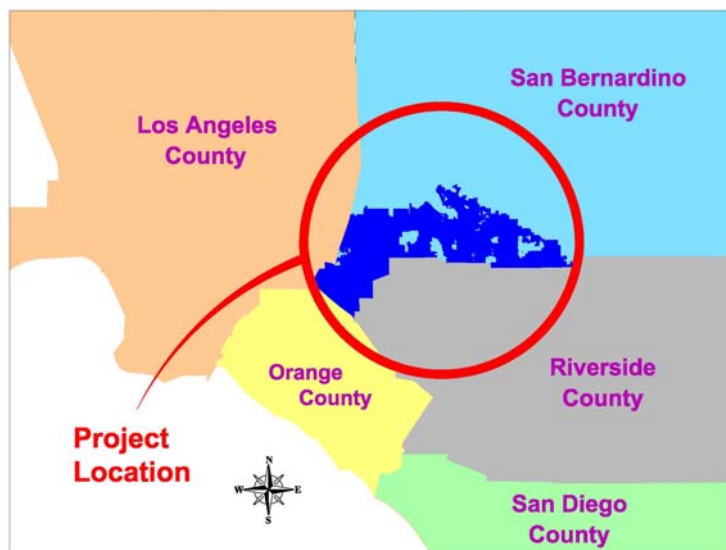 San Bernardino
County
Los Angeles
County
Orange
County
Riverside
County
Project
Location
N
W
E
S
San Diego
County